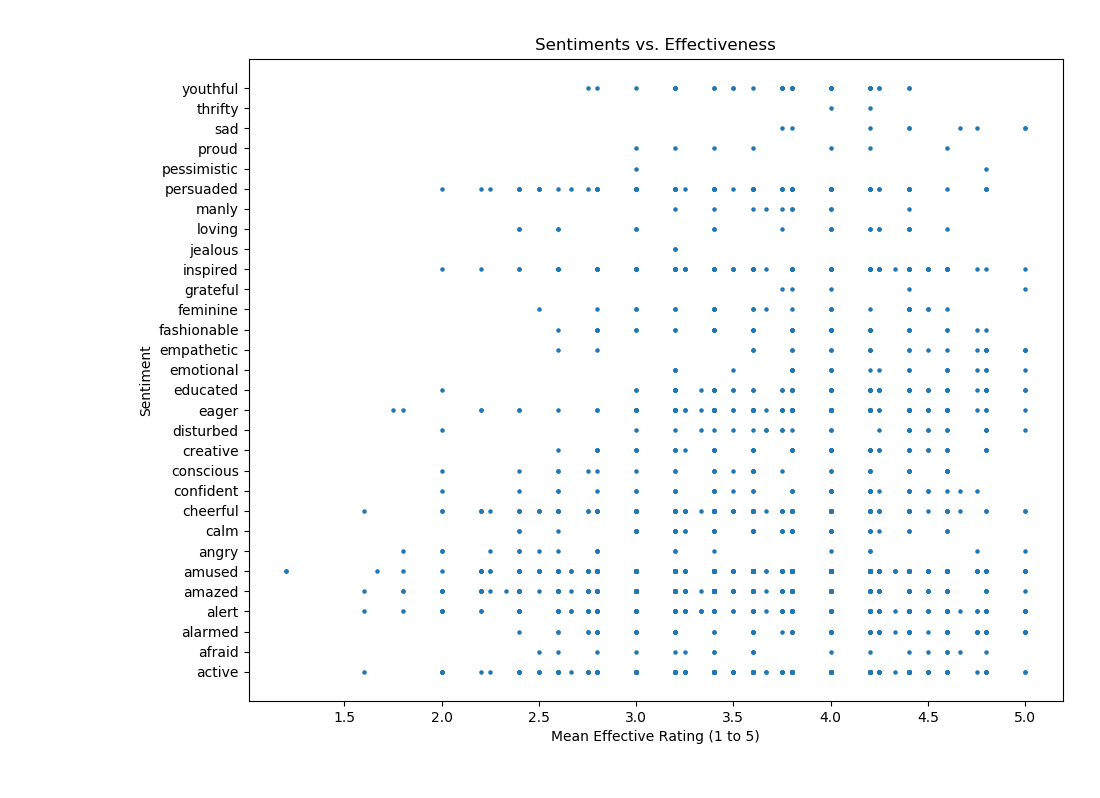 Sentiments vs. Effectiveness
youthful
thrifty
sad
proud
pessimistic
persuaded
manly
loving
jealous
inspired
grateful
feminine
fashionable
empathetic
emotional
educated
eager
disturbed
creative
conscious
confident
cheerful
calm
angry
amused
amazed
alert
alarmed
afraid
active
Sentiment
1.5 2.0 2.5 3.0 3.5 4.0 4.5 5.0
Mean Effective Rating (1 to 5)